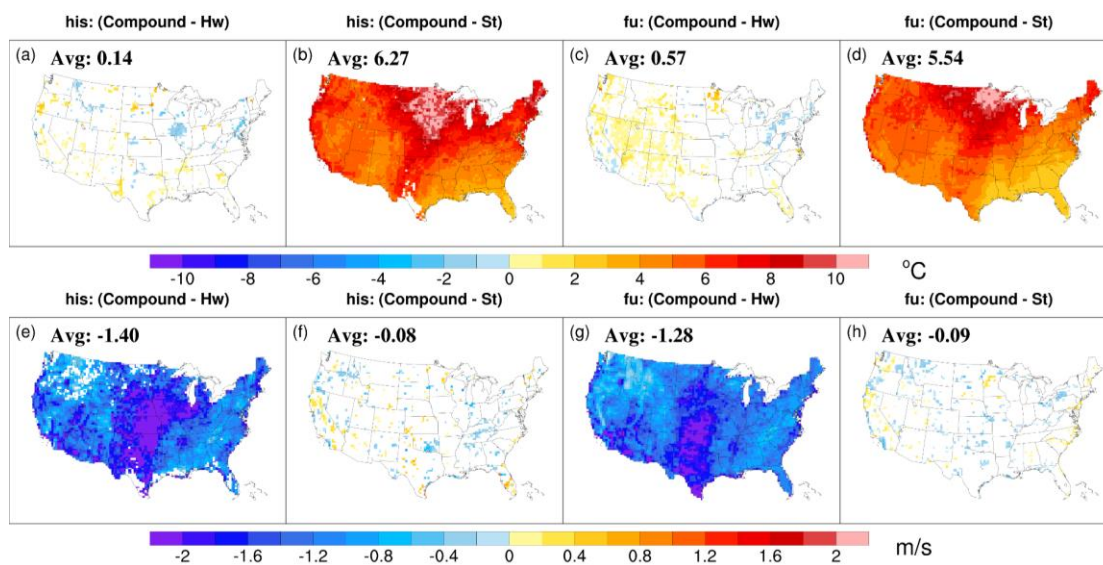 his: (Compound - Hw) his: (Compound - St) fu: (Compound - Hw) fu: (Compound - St)
(a) Avg: 0.14 (b) Avg: 6.27 (c) Avg: 0.57 (d) Avg: 5.54
-10 -8 -6 -4 -2 0 2 4 6 8 10 °C
his: (Compound - Hw) his: (Compound - St) fu: (Compound - Hw) fu: (Compound - St)
(e) Avg: -1.40 (f) Avg: -0.08 (g) Avg: -1.28 (h) Avg: -0.09
-2 -1.6 -1.2 -0.8 -0.4 0 0.4 0.8 1.2 1.6 2 m/s